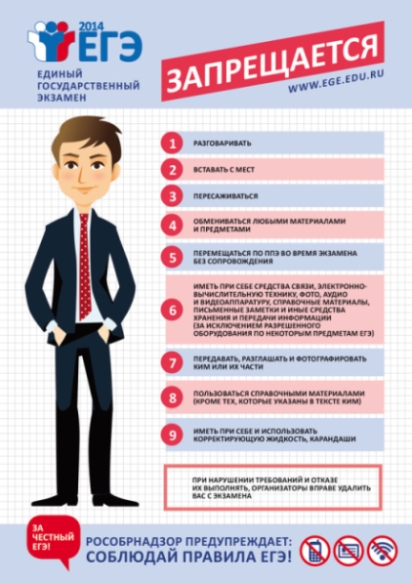 2014
ЕГЭ
ЕДИНЫЙ
ГОСУДАРСТВЕННЫЙ
ЭКЗАМЕН
ЗАПРЕЩАЕТСЯ
WWW.EGE.EDU.RU
1 РАЗГОВАРИВАТЬ
2 ВСТАВАТЬ С МЕСТ
3 ПЕРЕСАЖИВАТЬСЯ
4 ОБМЕНИВАТЬСЯ ЛЮБЫМИ МАТЕРИАЛАМИ
И ПРЕДМЕТАМИ
5 ПЕРЕМЕЩАТЬСЯ ПО ППЭ ВО ВРЕМЯ ЭКЗАМЕНА
БЕЗ СОПРОВОЖДЕНИЯ
6 ИМЕТЬ ПРИ СЕБЕ СРЕДСТВА СВЯЗИ, ЭЛЕКТРОННО-
ВЫЧИСЛИТЕЛЬНУЮ ТЕХНИКУ, ФОТО, АУДИО
И ВИДЕОАППАРАТУРУ, СПРАВОЧНЫЕ МАТЕРИАЛЫ,
ПИСЬМЕННЫЕ ЗАМЕТКИ И ИНЫЕ СРЕДСТВА
ХРАНЕНИЯ И ПЕРЕДАЧИ ИНФОРМАЦИИ
(ЗА ИСКЛЮЧЕНИЕМ РАЗРЕШЕННОГО
ОБОРУДОВАНИЯ ПО НЕКОТОРЫМ ПРЕДМЕТАМ ЕГЭ)
7 ПЕРЕДАВАТЬ, РАЗГЛАШАТЬ И ФОТОГРАФИРОВАТЬ
КИМ ИЛИ ИХ ЧАСТИ
8 ПОЛЬЗОВАТЬСЯ СПРАВОЧНЫМИ МАТЕРИАЛАМИ
(КРОМЕ ТЕХ, КОТОРЫЕ УКАЗАНЫ В ТЕКСТЕ КИМ)
9 ИМЕТЬ ПРИ СЕБЕ И ИСПОЛЬЗОВАТЬ
КОРРЕКТИРУЮЩУЮ ЖИДКОСТЬ, КАРАНДАШИ
ПРИ НАРУШЕНИИ ТРЕБОВАНИЙ И ОТКАЗЕ
ИХ ВЫПОЛНЯТЬ, ОРГАНИЗАТОРЫ ВПРАВЕ УДАЛИТЬ
ВАС С ЭКЗАМЕНА
ЗА
ЧЕСТНЫЙ
ЕГЭ!
РОСОБРНАДЗОР ПРЕДУПРЕЖДАЕТ:
СОБЛЮДАЙ ПРАВИЛА ЕГЭ!